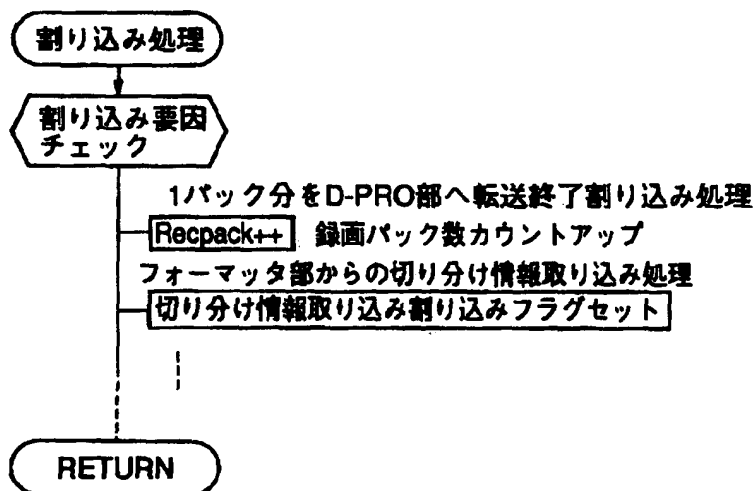 割り込み処理
割り込み要因
チェック
1パック分をD-PRO部へ転送終了割り込み処理
Recpack++ 録画パック数カウントアップ
フォーマッタ部からの切り分け情報取り込み処理
切り分け情報取り込み割り込みフラグセット
RETURN